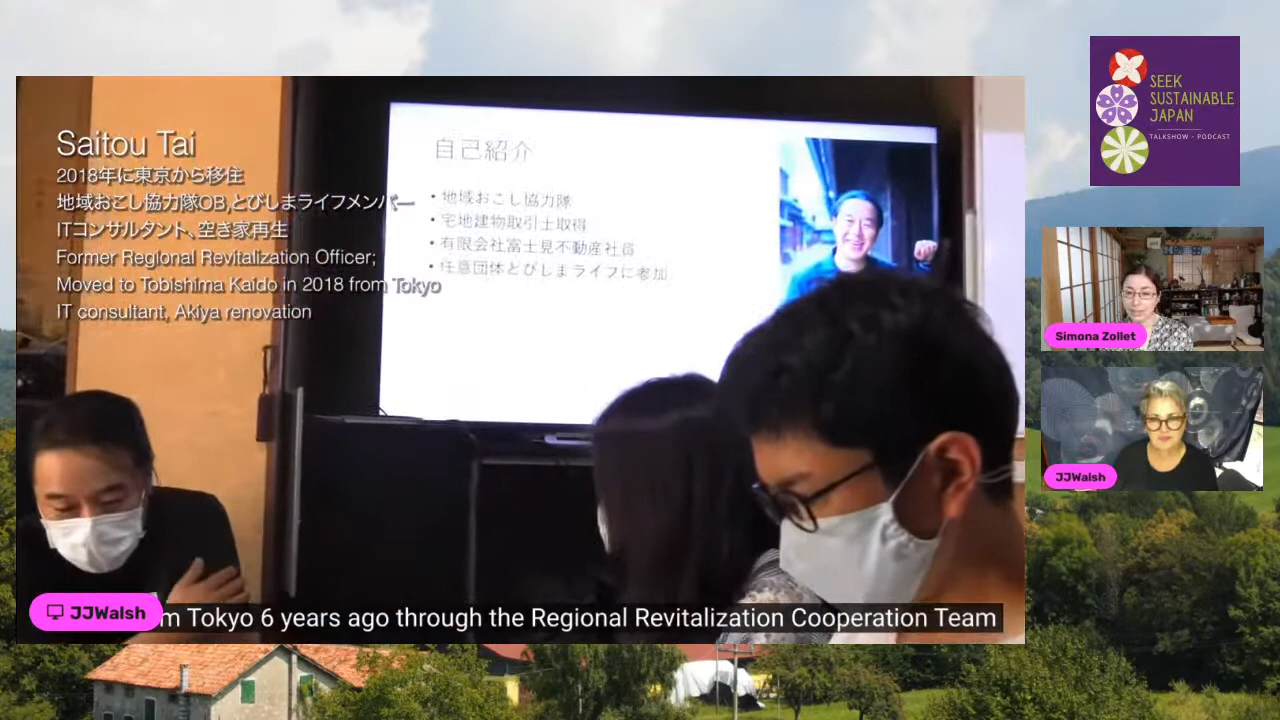 SEEK
SUSTAINABLE
JAPAN
TALKSHOW - PODCAST
Saitou Tai
2018年に東京から移住
地域おこし協力隊OB,とびしまライフメンバー
ITコンサルタント、空き家再生
Former Regional Revitalization Officer;
Moved to Tobishima Kaido in 2018 from Tokyo
IT consultant, Akiya renovation
自己紹介
・地域おこし協力隊
・宅地建物取引士取得
・有限会社富士見不動産社員
・任意団体とびしまライフに参加
Simona Zollet
JJWalsh
JJWalsh
m Tokyo 6 years ago through the Regional Revitalization Cooperation Team